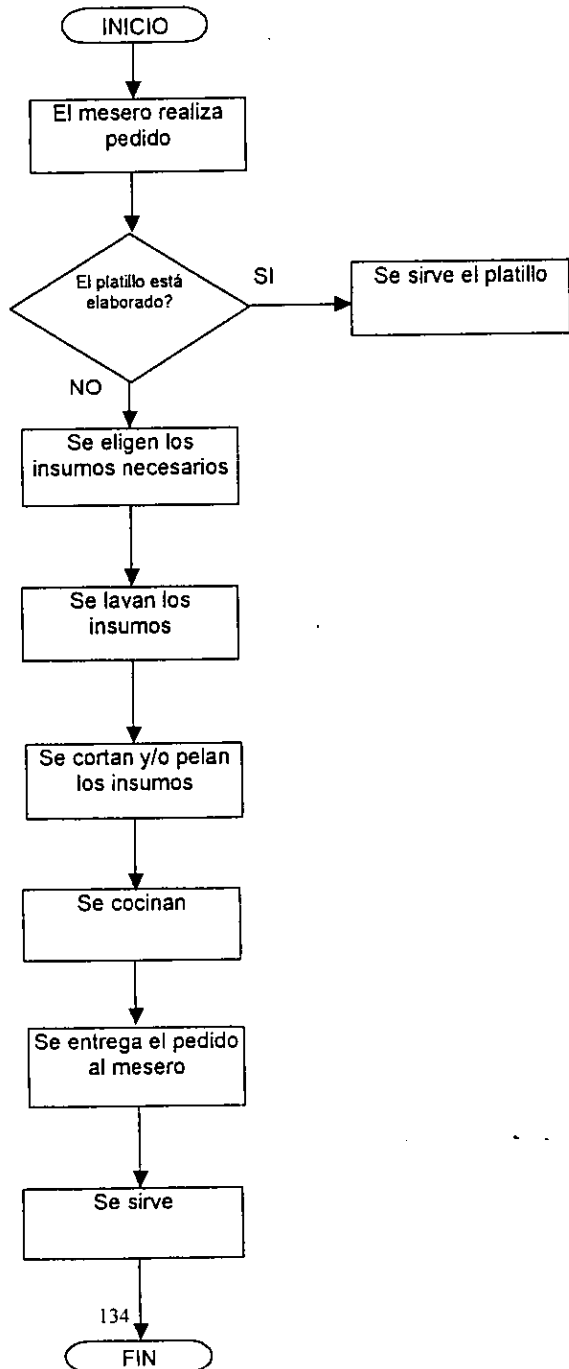 INICIO
El mesero realiza
pedido
El platillo está
elaborado?
SI
Se sirve el platillo
NO
Se eligen los
insumos necesarios
Se lavan los
insumos
Se cortan y/o pelan
los insumos
Se cocinan
Se entrega el pedido
al mesero
Se sirve
134
FIN